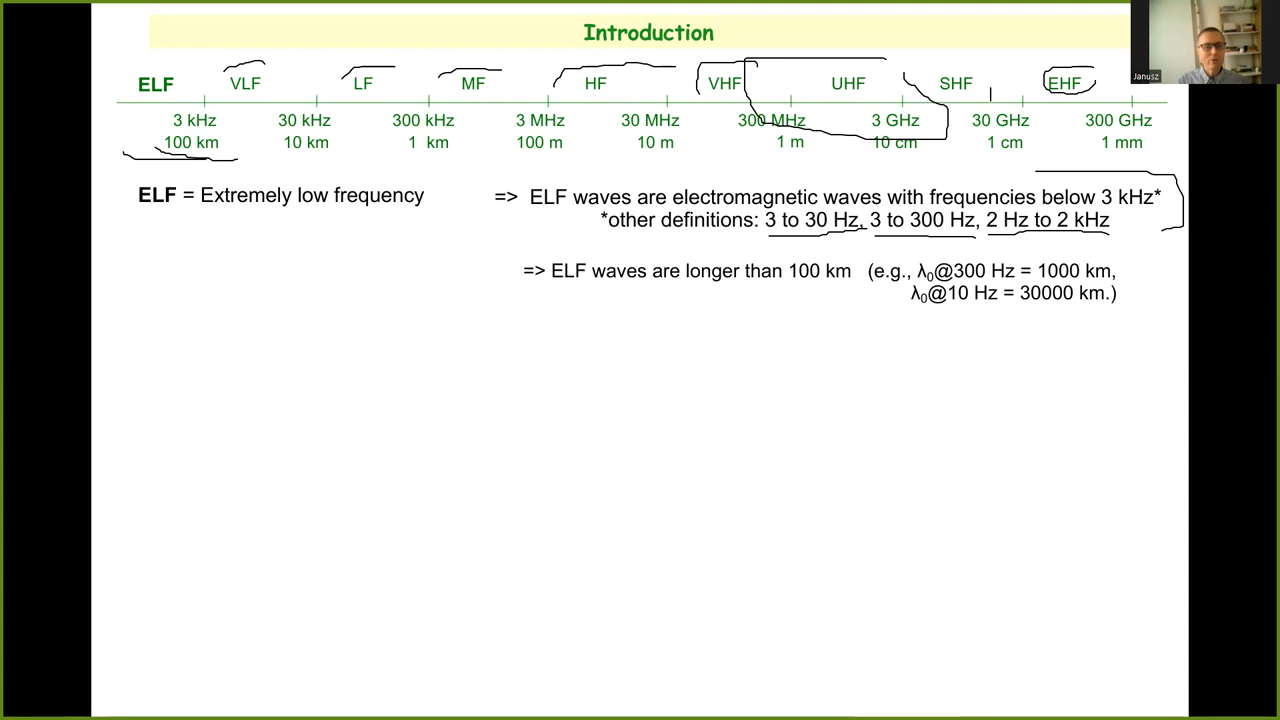 Introduction
Janusz
ELF VLF LF MF HF VHF UHF SHF EHF
3 kHz 30 kHz 300 kHz 3 MHz 30 MHz 300 MHz 3 GHz 30 GHz 300 GHz
100 km 10 km 1 km 100 m 10 m 1 m 10 cm 1 cm 1 mm
ELF = Extremely low frequency => ELF waves are electromagnetic waves with frequencies below 3 kHz*
*other definitions: 3 to 30 Hz, 3 to 300 Hz, 2 Hz to 2 kHz
=> ELF waves are longer than 100 km (e.g., λ₀@300 Hz = 1000 km,
λ₀@10 Hz = 30000 km.)